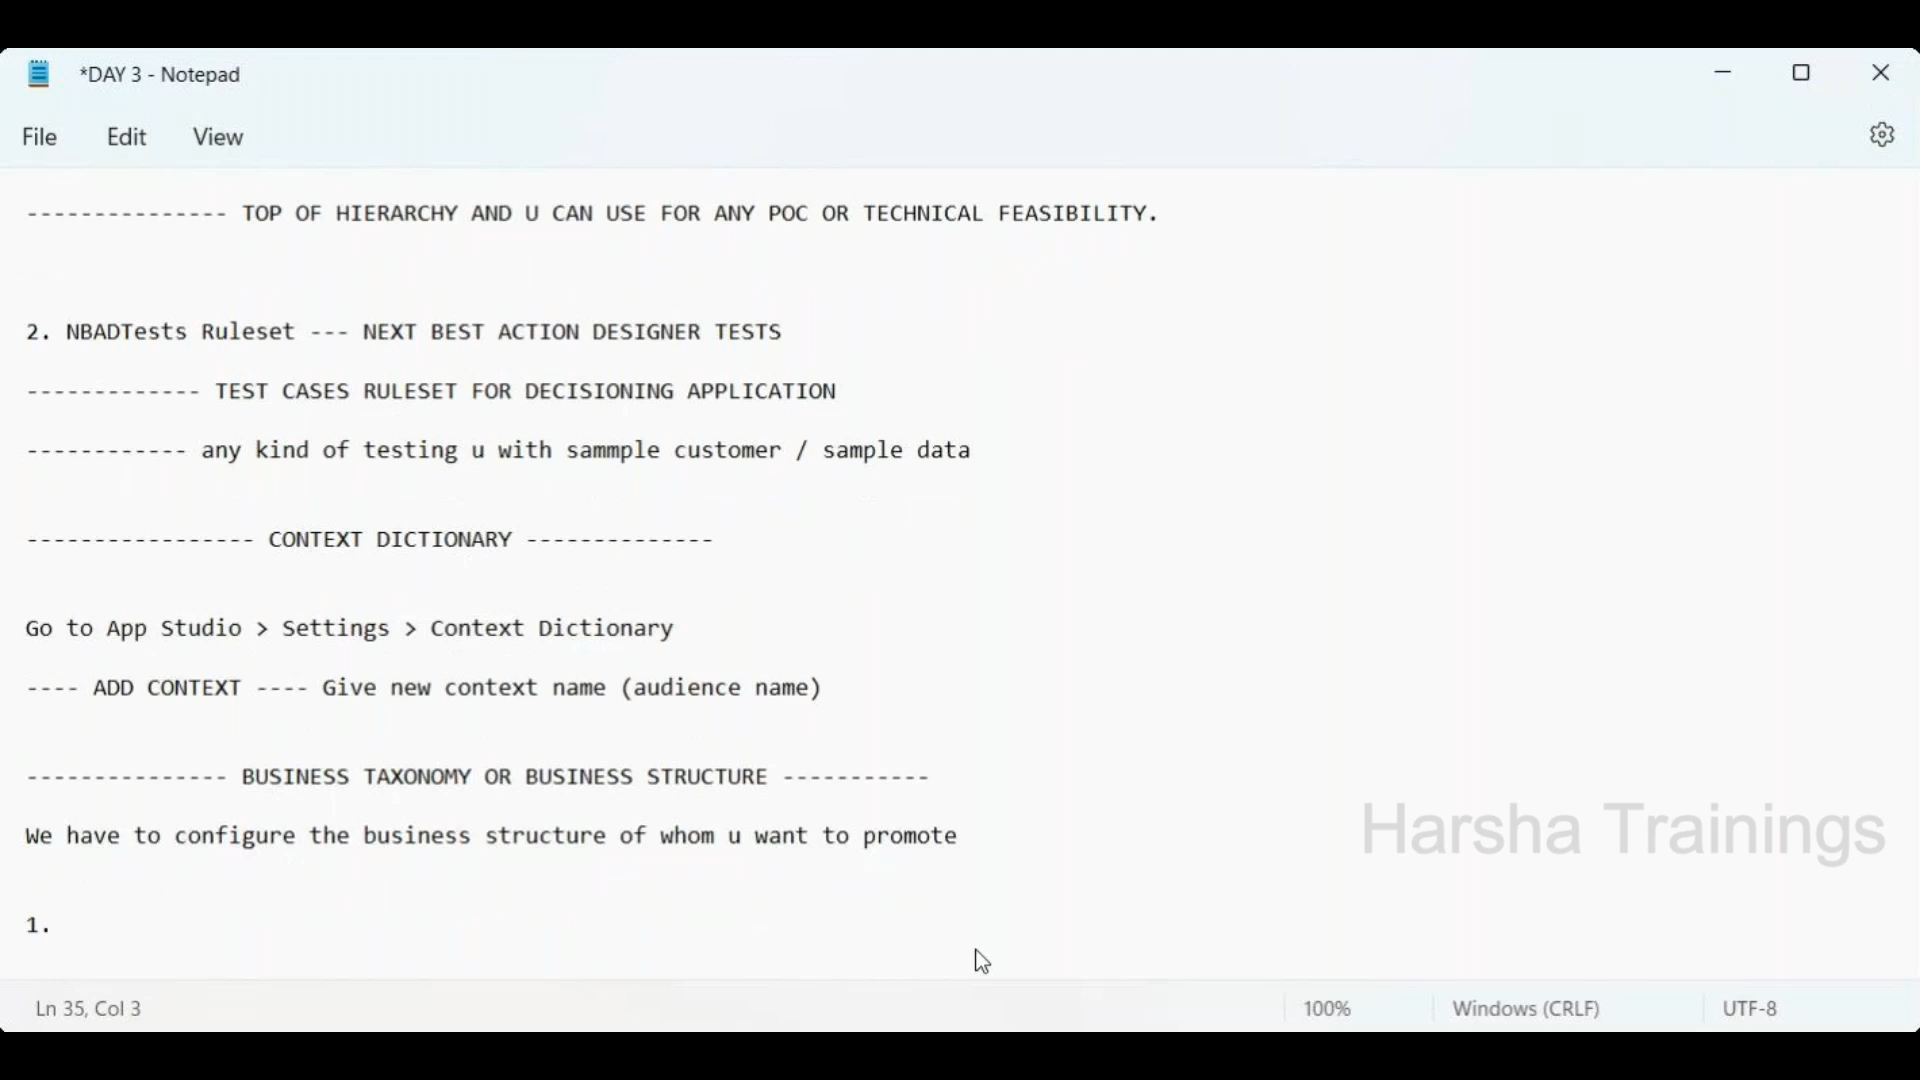 *DAY 3 - Notepad
File Edit View
--------------- TOP OF HIERARCHY AND U CAN USE FOR ANY POC OR TECHNICAL FEASIBILITY.
2. NBADTests Ruleset --- NEXT BEST ACTION DESIGNER TESTS
------------- TEST CASES RULESET FOR DECISIONING APPLICATION
------------ any kind of testing u with sammple customer / sample data
----------------- CONTEXT DICTIONARY --------------
Go to App Studio > Settings > Context Dictionary
---- ADD CONTEXT ---- Give new context name (audience name)
--------------- BUSINESS TAXONOMY OR BUSINESS STRUCTURE -----------
We have to configure the business structure of whom u want to promote
Harsha Trainings
1.
Ln 35, Col 3 100% Windows (CRLF) UTF-8